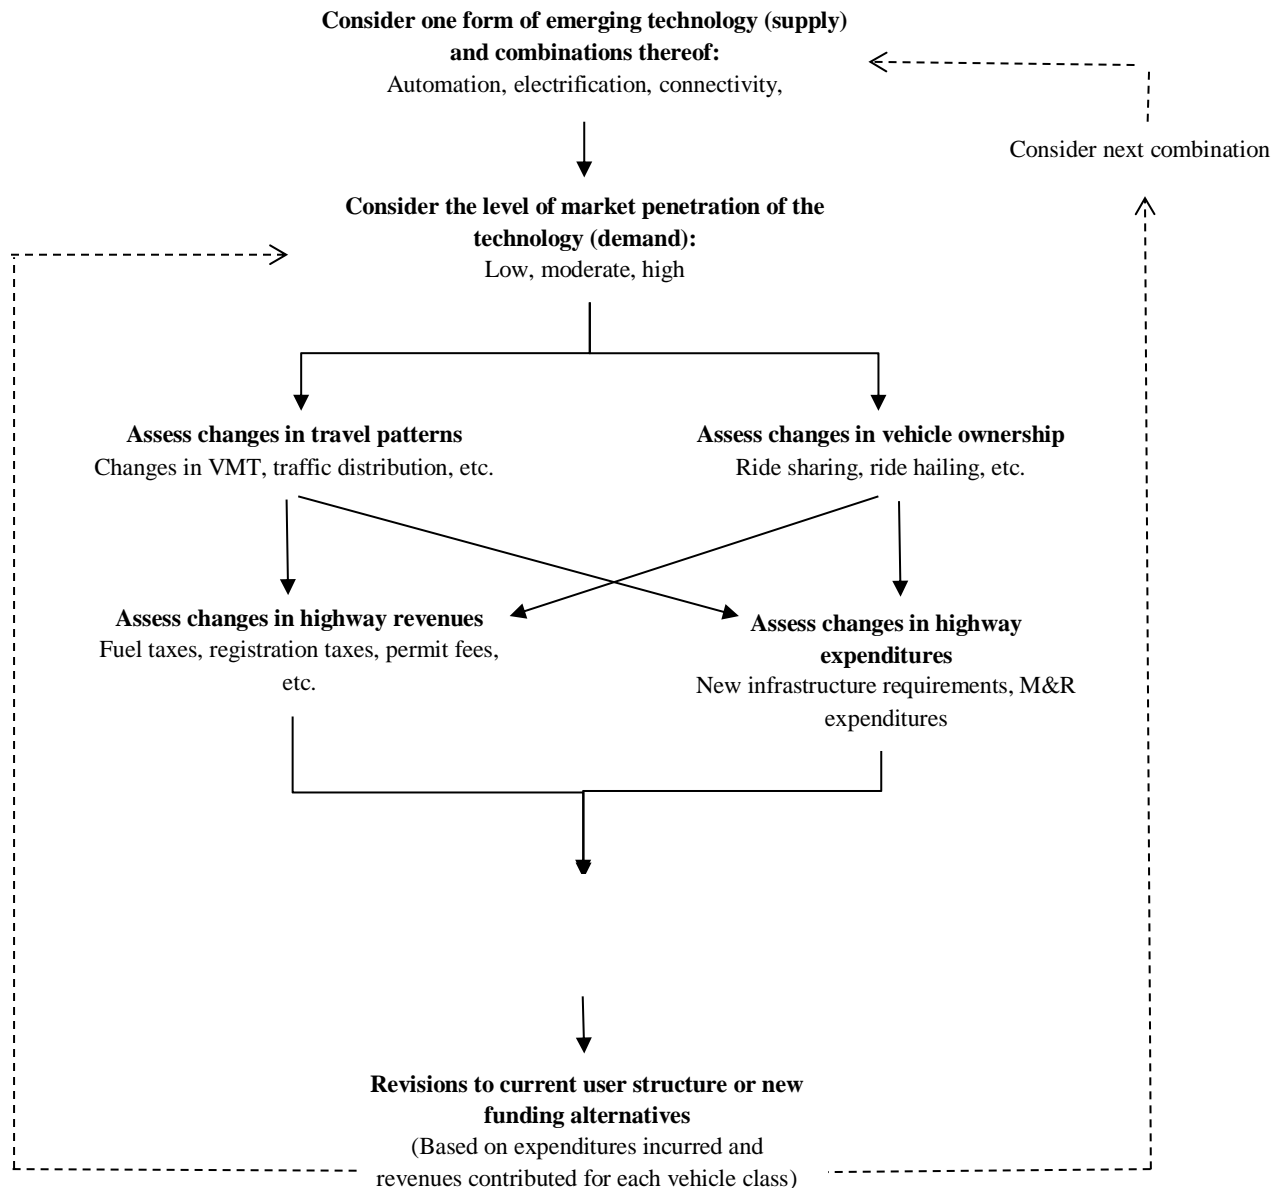 Consider one form of emerging technology (supply)
and combinations thereof:
Automation, electrification, connectivity,
Consider next combination
Consider the level of market penetration of the
technology (demand):
Low, moderate, high
Assess changes in travel patterns
Changes in VMT, traffic distribution, etc.
Assess changes in vehicle ownership
Ride sharing, ride hailing, etc.
Assess changes in highway revenues
Fuel taxes, registration taxes, permit fees,
etc.
Assess changes in highway
expenditures
New infrastructure requirements, M&R
expenditures
Revisions to current user structure or new
funding alternatives
(Based on expenditures incurred and
revenues contributed for each vehicle class)